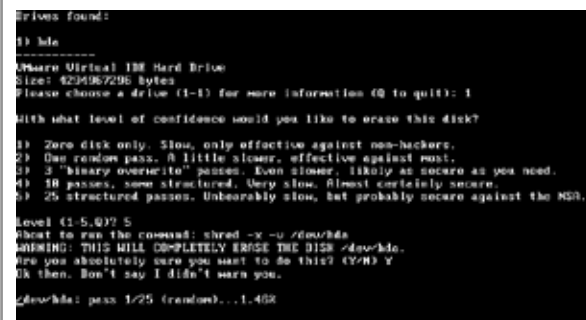 Drives found:
1) hda
-----------
VMware Virtual IDE Hard Drive
Size: 4294967296 bytes
Please choose a drive (1-1) for more information (Q to quit): 1
With what level of confidence would you like to erase this disk?
1) Zero disk only. Slow, only effective against non-hackers.
2) One random pass. A little slower, effective against most.
3) 3 "binary overwrite" passes. Even slower, likely as secure as you need.
4) 10 passes, some structured. Very slow. Almost certainly secure.
5) 25 structured passes. Unbearably slow, but probably secure against the NSA.
Level (1-5,Q)? 5
About to run the command: shred -x -v /dev/hda
WARNING: THIS WILL COMPLETELY ERASE THE DISK /dev/hda.
Are you absolutely sure you want to do this? (Y/N) Y
Ok then. Don't say I didn't warn you.
/dev/hda: pass 1/25 (random)...1.46%